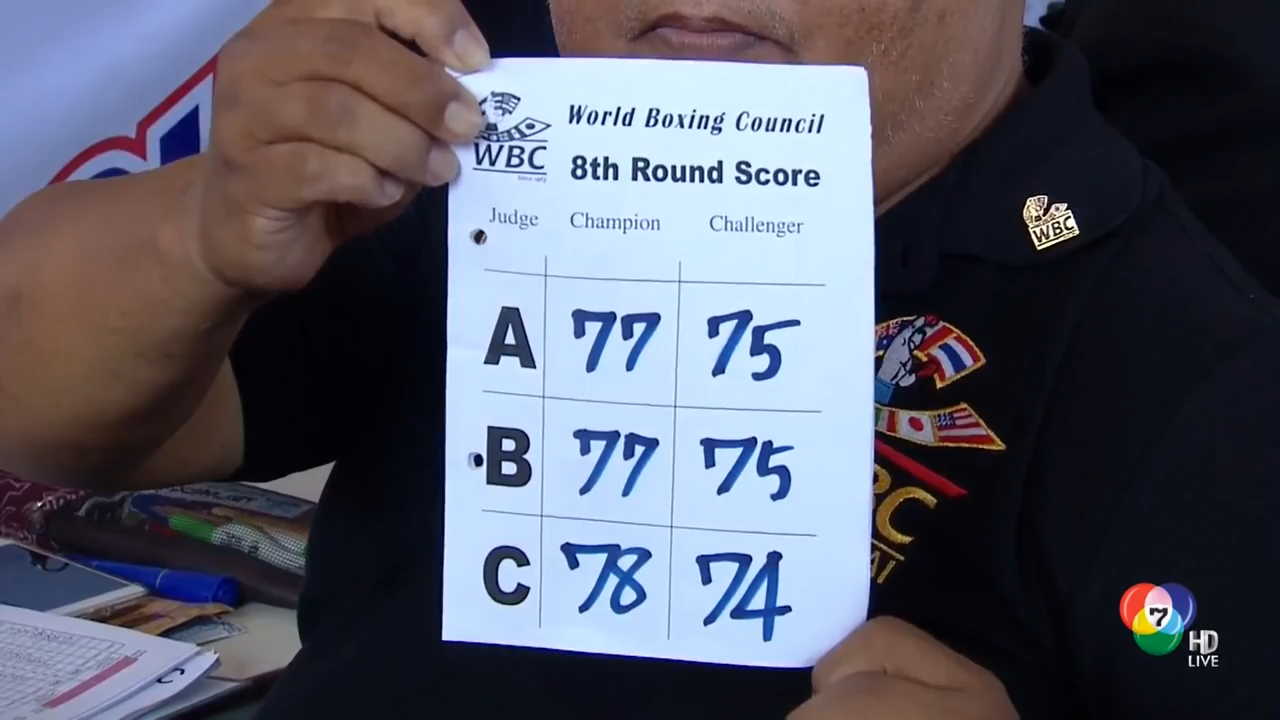 World Boxing Council
WBC
8th Round Score
Judge Champion Challenger
A 77 75
B 77 75
C 78 74
WBC
7
HD
LIVE
C